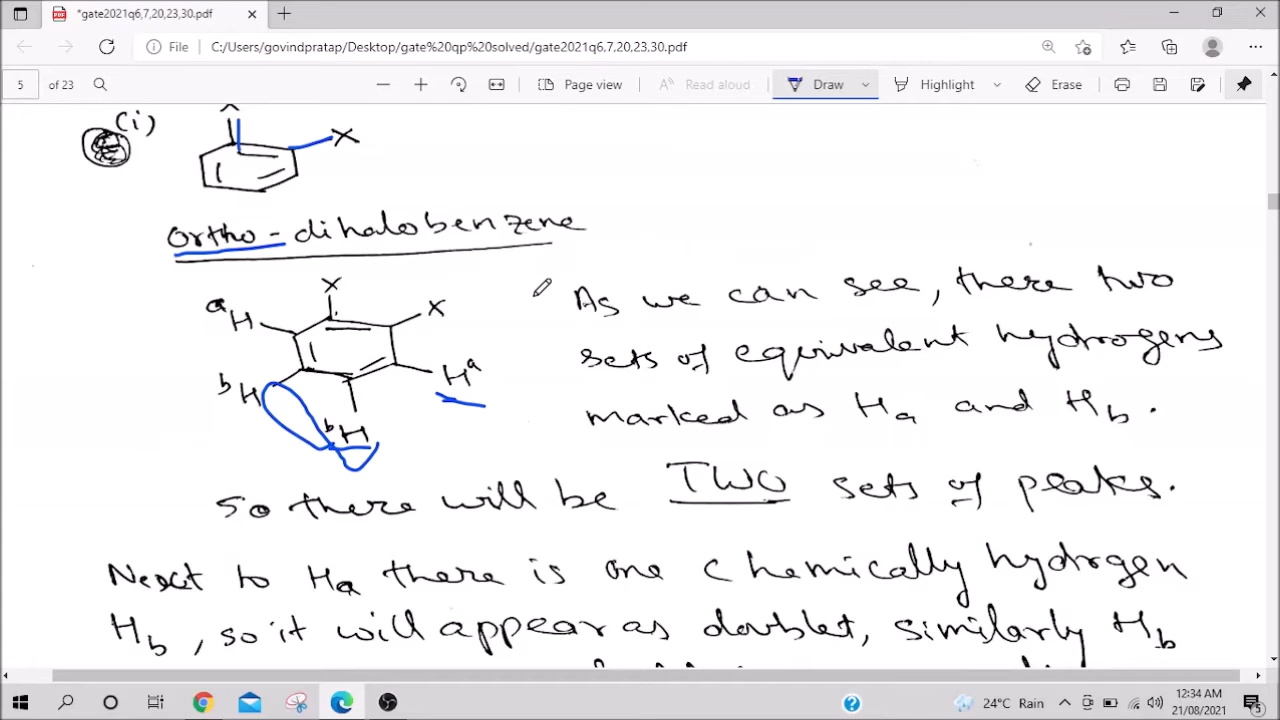 *gate2021q6,7,20,23,30.pdf
File C:/Users/govindpratap/Desktop/gate%20qp%20solved/gate2021q6,7,20,23,30.pdf
5 of 23 Page view Read aloud Draw Highlight Erase
(i)
X
Ortho-dihalobenzene
X
X
a H
b H
H a
b H
As we can see, there two
sets of equivalent hydrogens
marked as Ha and Hb.
So there will be TWO sets of peaks.
Next to Ha there is one chemically hydrogen
Hb, so it will appear as doublet, similarly Hb
24°C Rain
12:34 AM
21/08/2021
5